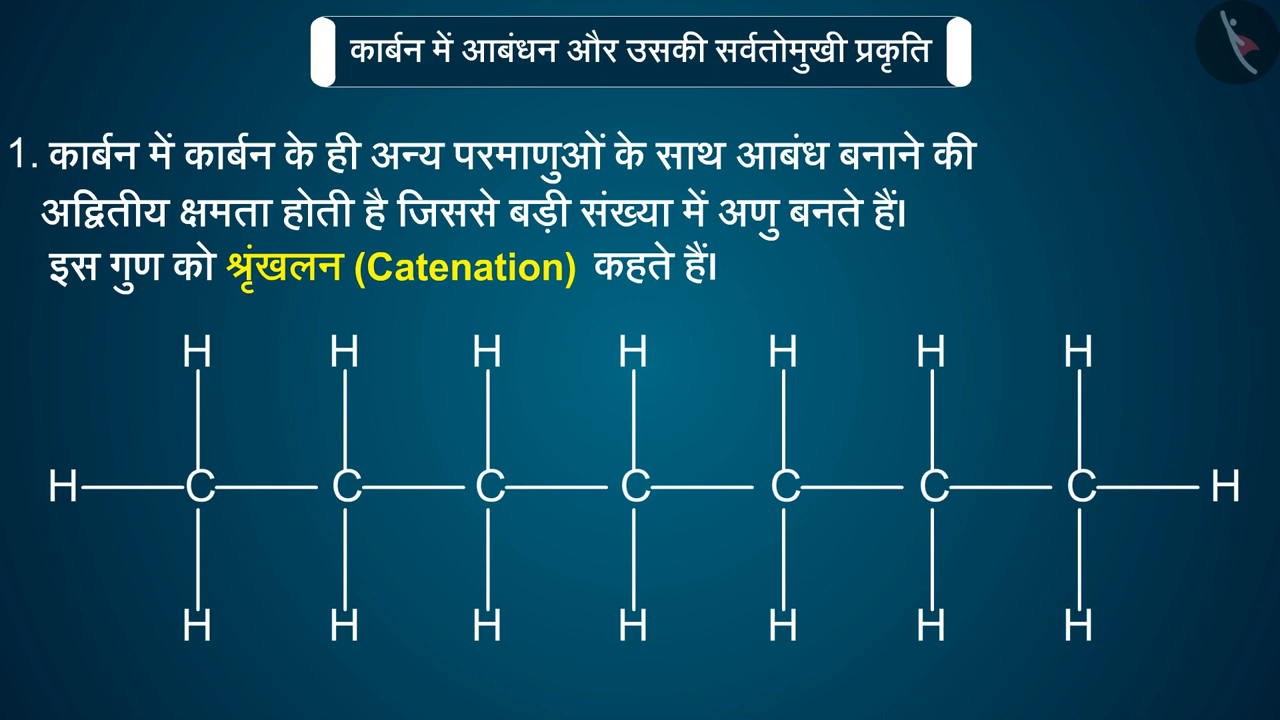 कार्बन में आबंधन और उसकी सर्वतोमुखी प्रकृति
1. कार्बन में कार्बन के ही अन्य परमाणुओं के साथ आबंध बनाने की
अद्वितीय क्षमता होती है जिससे बड़ी संख्या में अणु बनते हैं।
इस गुण को श्रृंखलन (Catenation) कहते हैं।
H H H H H H H
H C C C C C C C H
H H H H H H H